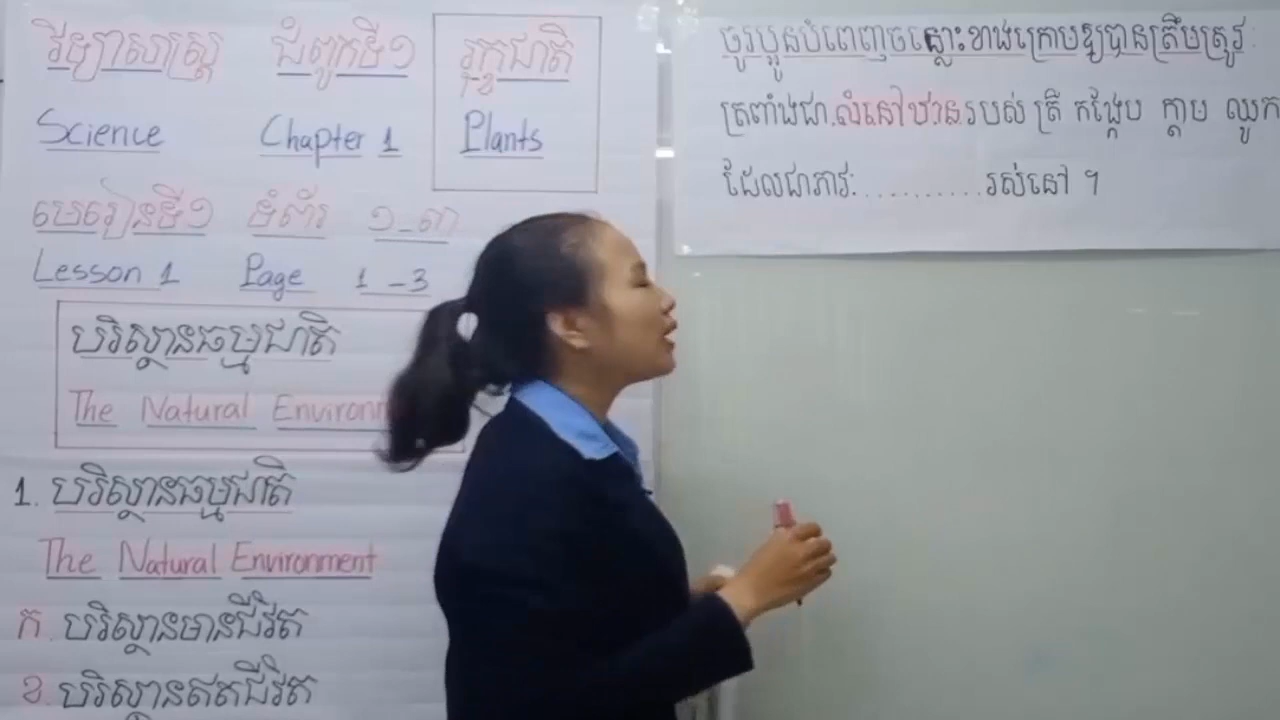 វិទ្យាសាស្ត្រ ជំពូកទី១ រុក្ខជាតិ
Science Chapter 1 Plants
មេរៀនទី១ ទំព័រ ១_៣
Lesson 1 Page 1 - 3
បរិស្ថានធម្មជាតិ
The Natural
1. បរិស្ថានធម្មជាតិ
The Natural Environment
ក. បរិស្ថានមានជីវិត
ខ. បរិស្ថានឥតជីវិត
ចូរប្អូនបំពេញចន្លោះខាងក្រោមឱ្យបានត្រឹមត្រូវ :
ត្រពាំងជា លំនៅឋាន របស់ ត្រី កង្កែប ក្ដាម ឈូក
ដែលជាភាវៈ ............ រស់នៅ ។